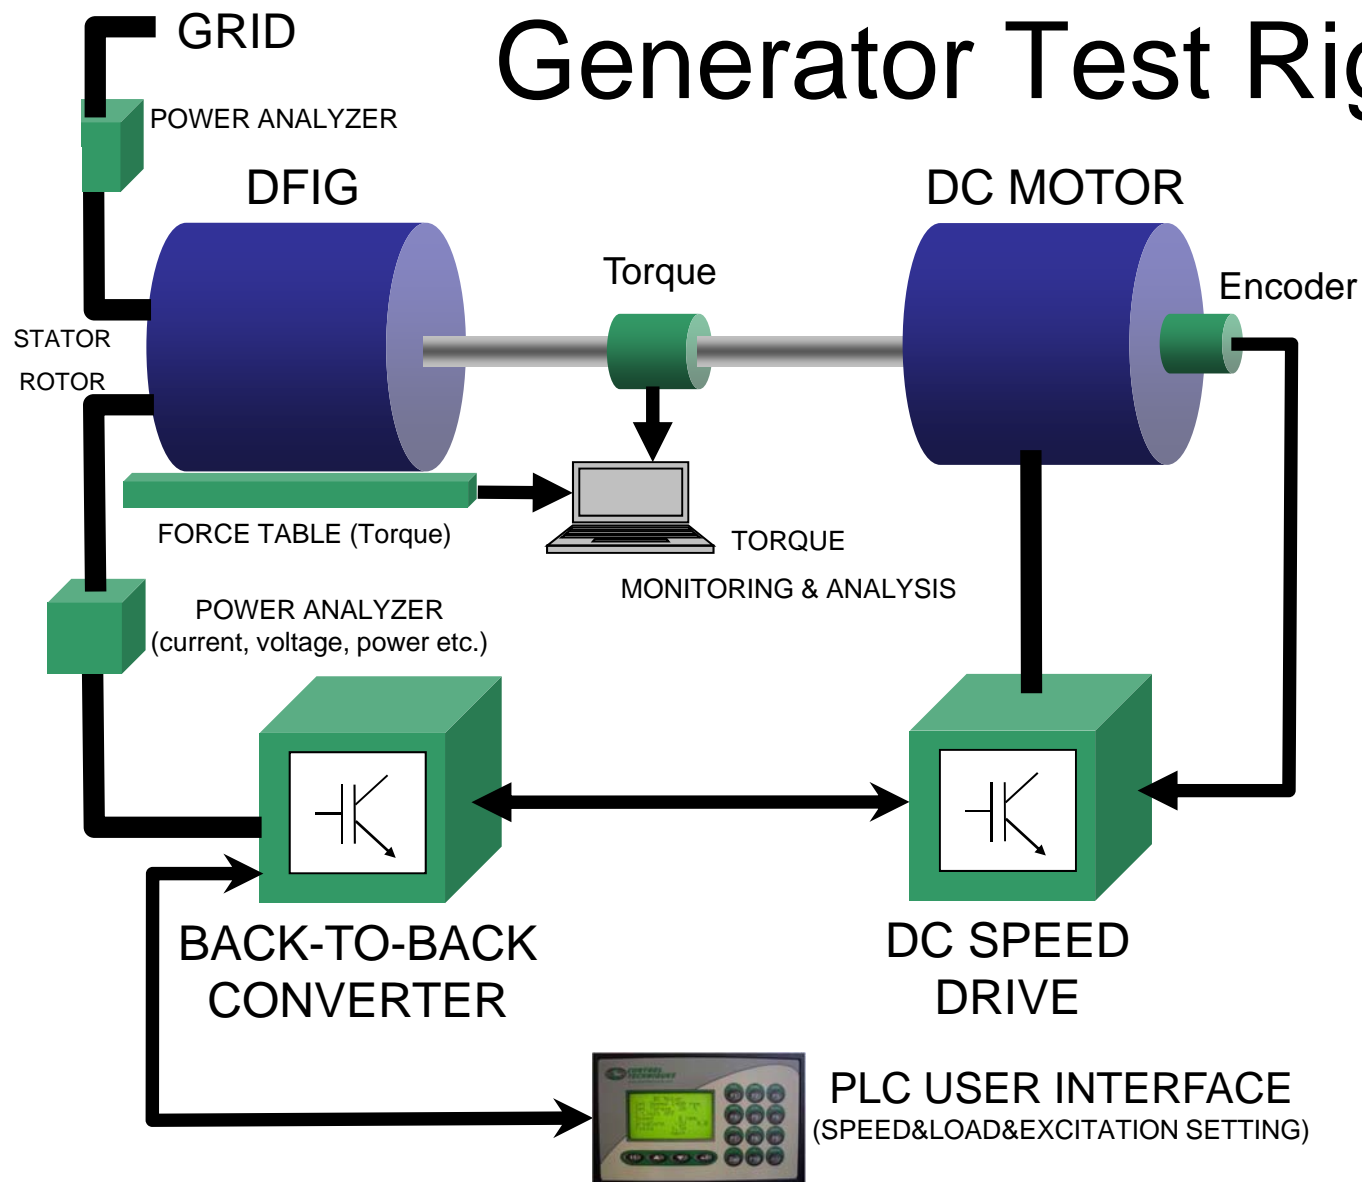 GRID
Generator Test Rig
POWER ANALYZER
DFIG
DC MOTOR
Torque
Encoder
STATOR
ROTOR
FORCE TABLE (Torque)
TORQUE
MONITORING & ANALYSIS
POWER ANALYZER
(current, voltage, power etc.)
BACK-TO-BACK
CONVERTER
DC SPEED
DRIVE
CONTROL
TECHNIQUES
PLC USER INTERFACE
(SPEED&LOAD&EXCITATION SETTING)